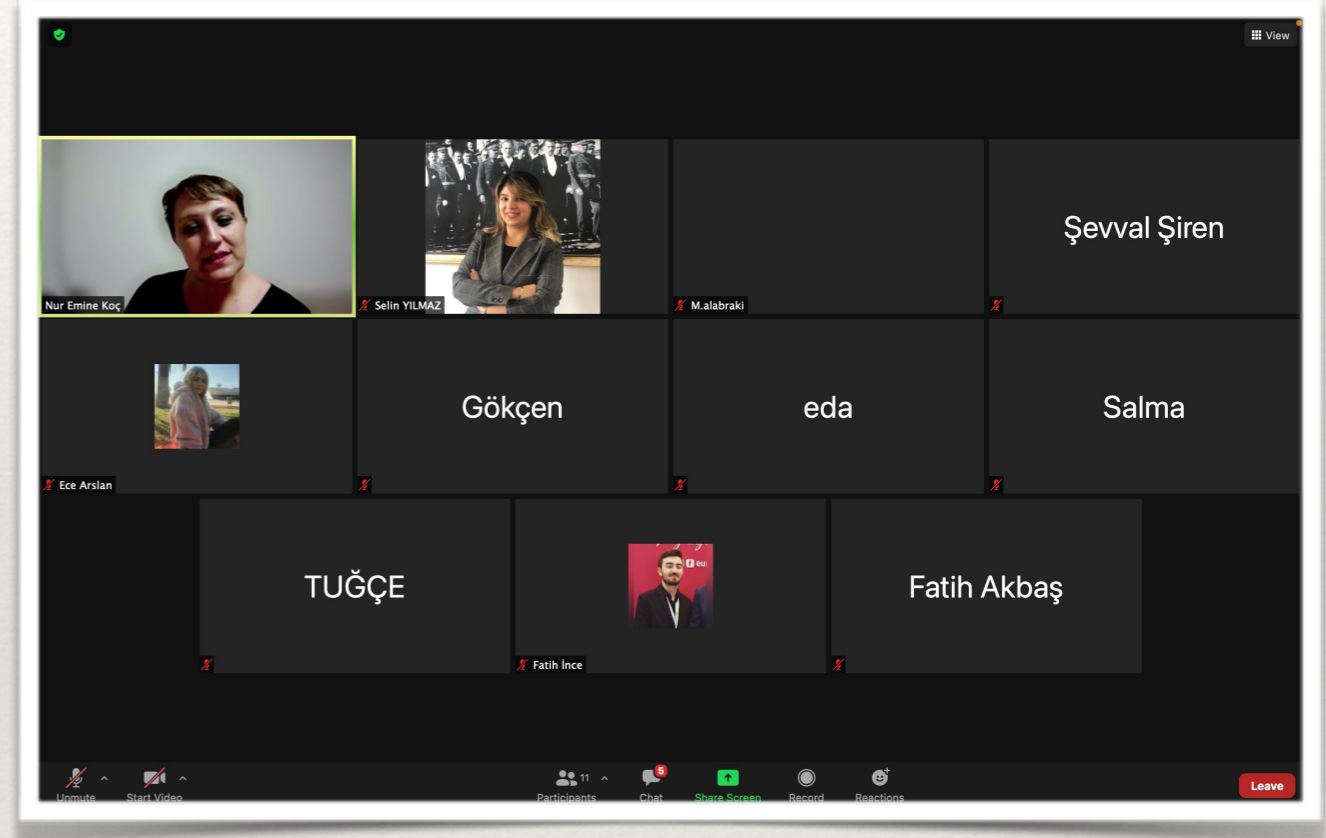 View
Nur Emine Koç
Selin YILMAZ
M.alabraki
Şevval Şiren
Ece Arslan
Gökçen
eda
Salma
TUĞÇE
eu
Fatih İnce
Fatih Akbaş
Unmute
Start Video
11
Participants
5
Chat
Share Screen
Record
Reactions
Leave